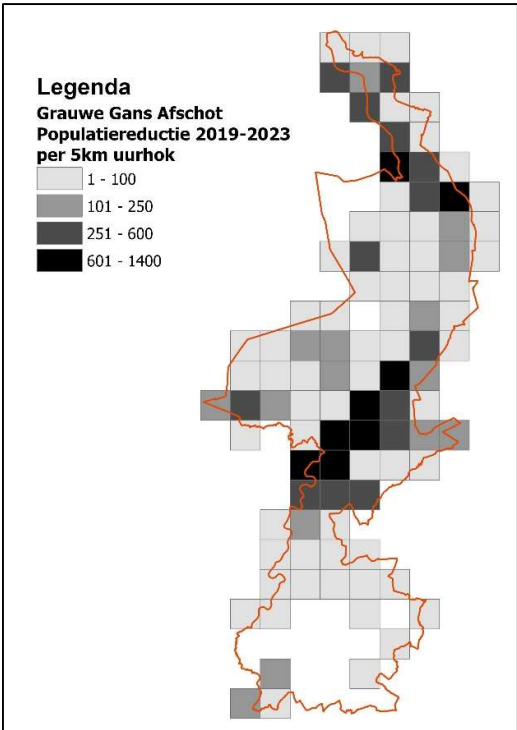 Legenda
Grauwe Gans Afschot
Populatiereductie 2019-2023
per 5km uurhok
1 - 100
101 - 250
251 - 600
601 - 1400